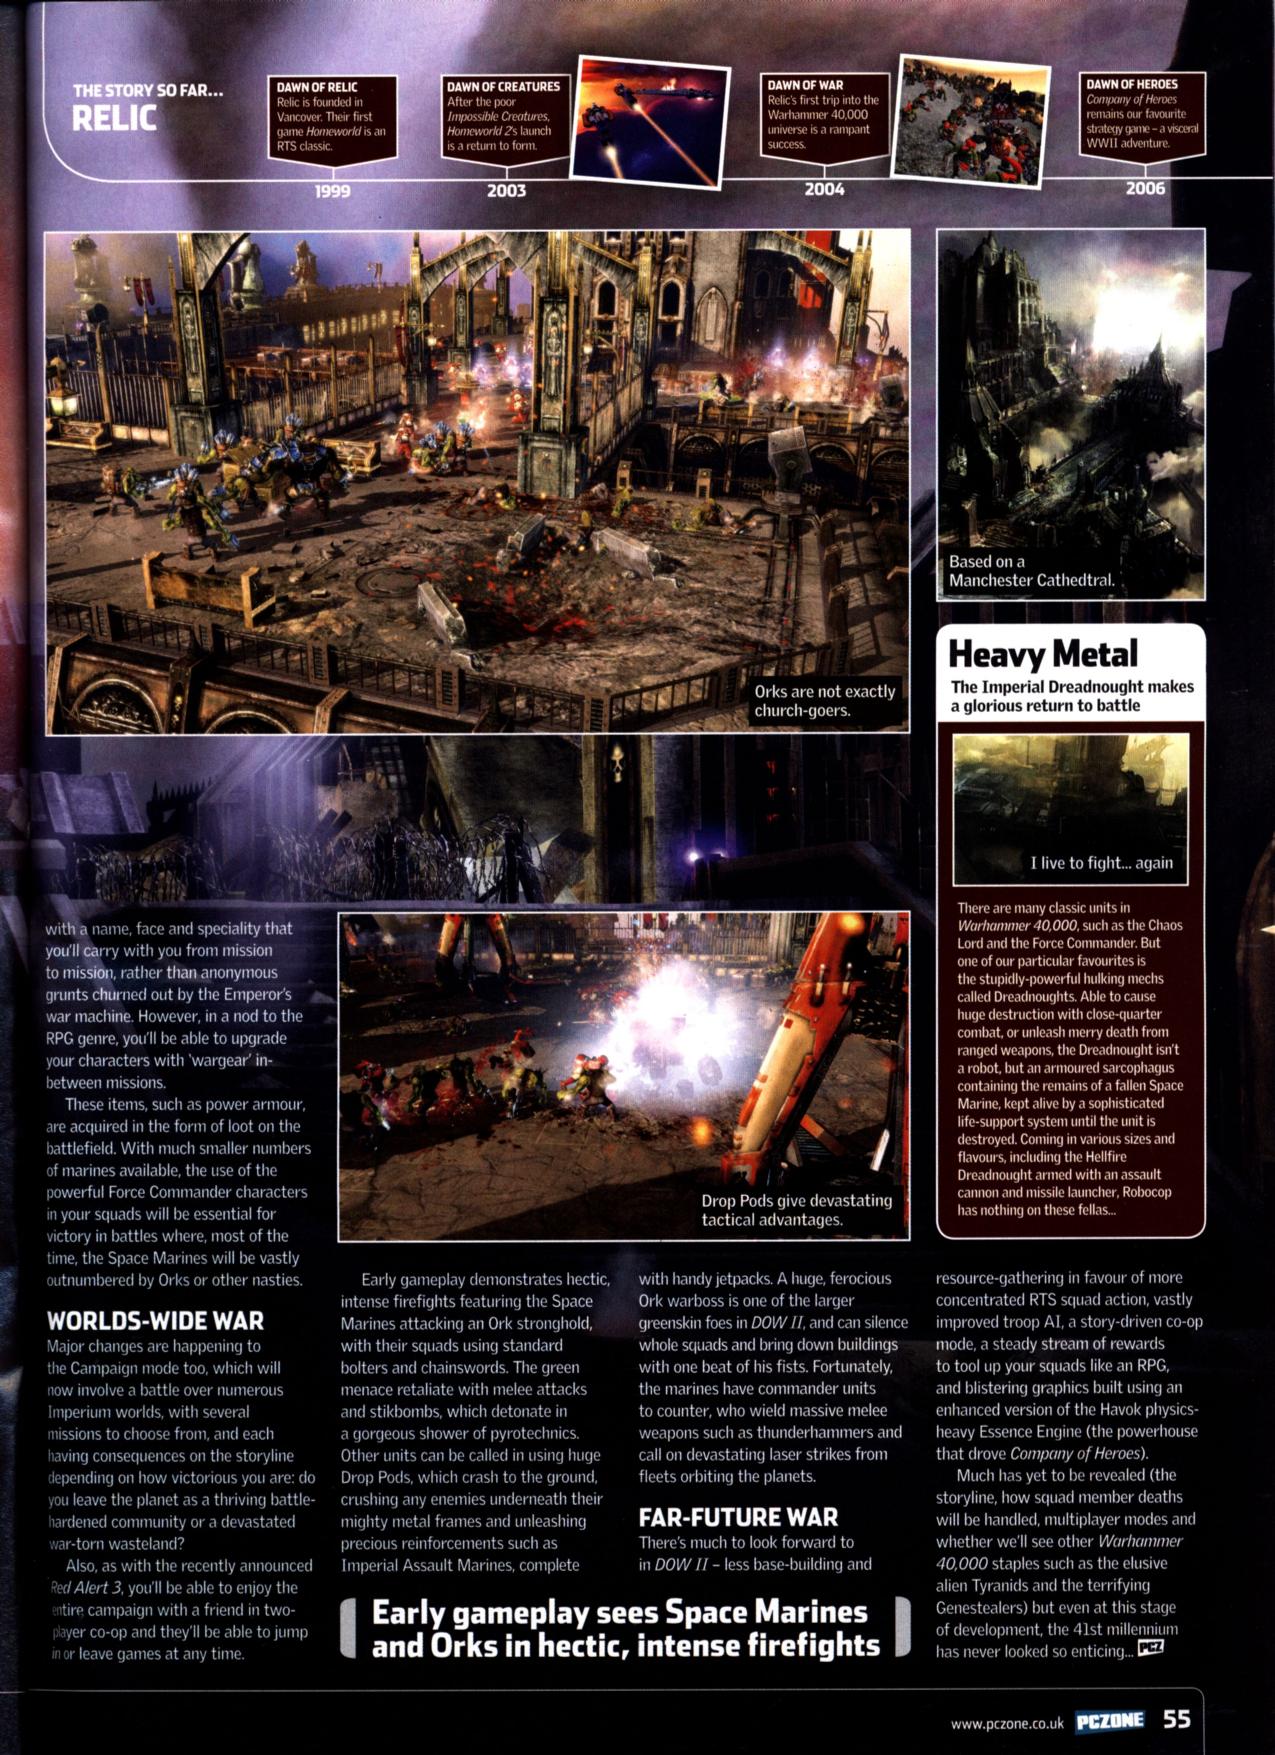 THE STORY SO FAR...
RELIC
DAWN OF RELIC
Relic is founded in
Vancover. Their first
game Homeworld is an
RTS classic.
1999
DAWN OF CREATURES
After the poor
Impossible Creatures,
Homeworld 2's launch
is a return to form.
2003
DAWN OF WAR
Relic's first trip into the
Warhammer 40,000
universe is a rampant
success.
2004
DAWN OF HEROES
Company of Heroes
remains our favourite
strategy game – a visceral
WWII adventure.
2006
Orks are not exactly
church-goers.
Based on a
Manchester Cathedtral.
Heavy Metal
The Imperial Dreadnought makes
a glorious return to battle
I live to fight... again
There are many classic units in
Warhammer 40,000, such as the Chaos
Lord and the Force Commander. But
one of our particular favourites is
the stupidly-powerful hulking mechs
called Dreadnoughts. Able to cause
huge destruction with close-quarter
combat, or unleash merry death from
ranged weapons, the Dreadnought isn't
a robot, but an armoured sarcophagus
containing the remains of a fallen Space
Marine, kept alive by a sophisticated
life-support system until the unit is
destroyed. Coming in various sizes and
flavours, including the Hellfire
Dreadnought armed with an assault
cannon and missile launcher, Robocop
has nothing on these fellas...
with a name, face and speciality that
you'll carry with you from mission
to mission, rather than anonymous
grunts churned out by the Emperor's
war machine. However, in a nod to the
RPG genre, you'll be able to upgrade
your characters with 'wargear' in-
between missions.
These items, such as power armour,
are acquired in the form of loot on the
battlefield. With much smaller numbers
of marines available, the use of the
powerful Force Commander characters
in your squads will be essential for
victory in battles where, most of the
time, the Space Marines will be vastly
outnumbered by Orks or other nasties.
WORLDS-WIDE WAR
Major changes are happening to
the Campaign mode too, which will
now involve a battle over numerous
Imperium worlds, with several
missions to choose from, and each
having consequences on the storyline
depending on how victorious you are: do
you leave the planet as a thriving battle-
hardened community or a devastated
war-torn wasteland?
Also, as with the recently announced
Red Alert 3, you'll be able to enjoy the
entire campaign with a friend in two-
player co-op and they'll be able to jump
in or leave games at any time.
Drop Pods give devastating
tactical advantages.
Early gameplay demonstrates hectic,
intense firefights featuring the Space
Marines attacking an Ork stronghold,
with their squads using standard
bolters and chainswords. The green
menace retaliate with melee attacks
and stikbombs, which detonate in
a gorgeous shower of pyrotechnics.
Other units can be called in using huge
Drop Pods, which crash to the ground,
crushing any enemies underneath their
mighty metal frames and unleashing
precious reinforcements such as
Imperial Assault Marines, complete
with handy jetpacks. A huge, ferocious
Ork warboss is one of the larger
greenskin foes in DOW II, and can silence
whole squads and bring down buildings
with one beat of his fists. Fortunately,
the marines have commander units
to counter, who wield massive melee
weapons such as thunderhammers and
call on devastating laser strikes from
fleets orbiting the planets.
FAR-FUTURE WAR
There's much to look forward to
in DOW II – less base-building and
Early gameplay sees Space Marines
and Orks in hectic, intense firefights
resource-gathering in favour of more
concentrated RTS squad action, vastly
improved troop AI, a story-driven co-op
mode, a steady stream of rewards
to tool up your squads like an RPG,
and blistering graphics built using an
enhanced version of the Havok physics-
heavy Essence Engine (the powerhouse
that drove Company of Heroes).
Much has yet to be revealed (the
storyline, how squad member deaths
will be handled, multiplayer modes and
whether we'll see other Warhammer
40,000 staples such as the elusive
alien Tyranids and the terrifying
Genestealers) but even at this stage
of development, the 41st millennium
has never looked so enticing... PCZ
www.pczone.co.uk PCZONE 55